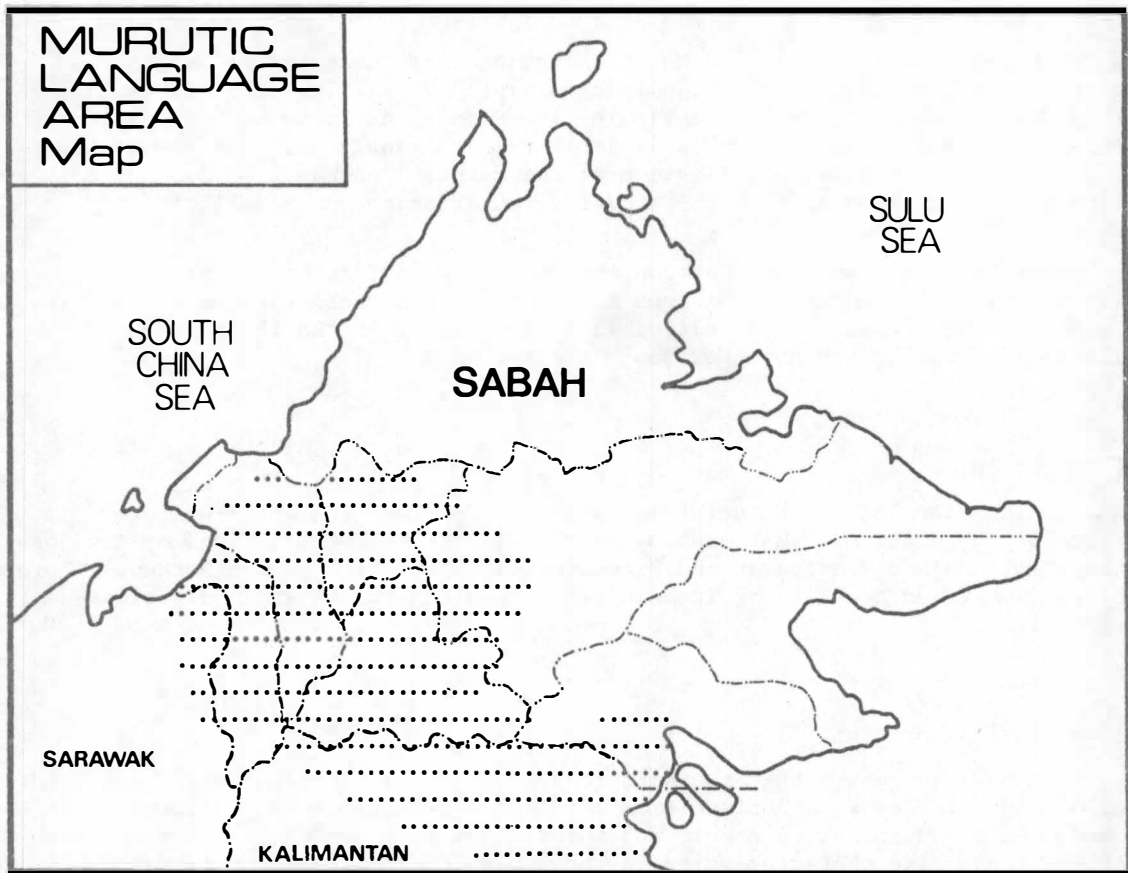 MURUTIC
LANGUAGE
AREA
Map
SULU
SEA
SOUTH
CHINA
SEA
SABAH
SARAWAK
KALIMANTAN